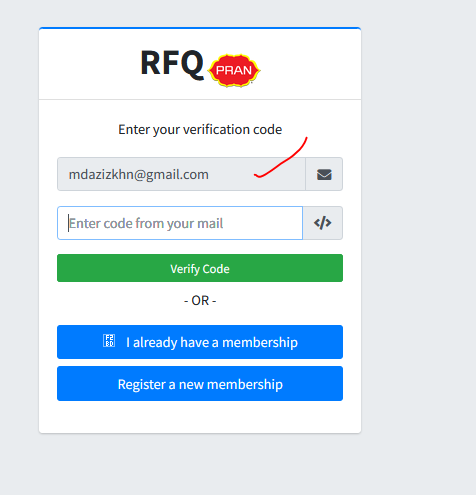 RFQ PRAN
Enter your verification code
mdazizkhn@gmail.com
Enter code from your mail
</>
Verify Code
- OR -
I already have a membership
Register a new membership